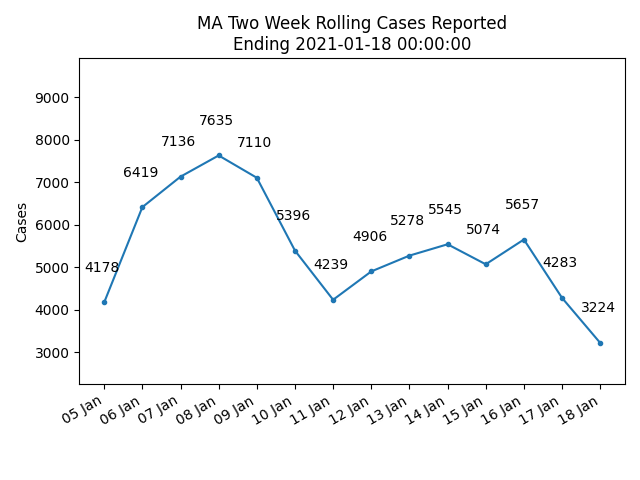 MA Two Week Rolling Cases Reported
Ending 2021-01-18 00:00:00
Cases
9000
8000
7000
6000
5000
4000
3000
4178
6419
7136
7635
7110
5396
4239
4906
5278
5545
5074
5657
4283
3224
05 Jan
06 Jan
07 Jan
08 Jan
09 Jan
10 Jan
11 Jan
12 Jan
13 Jan
14 Jan
15 Jan
16 Jan
17 Jan
18 Jan